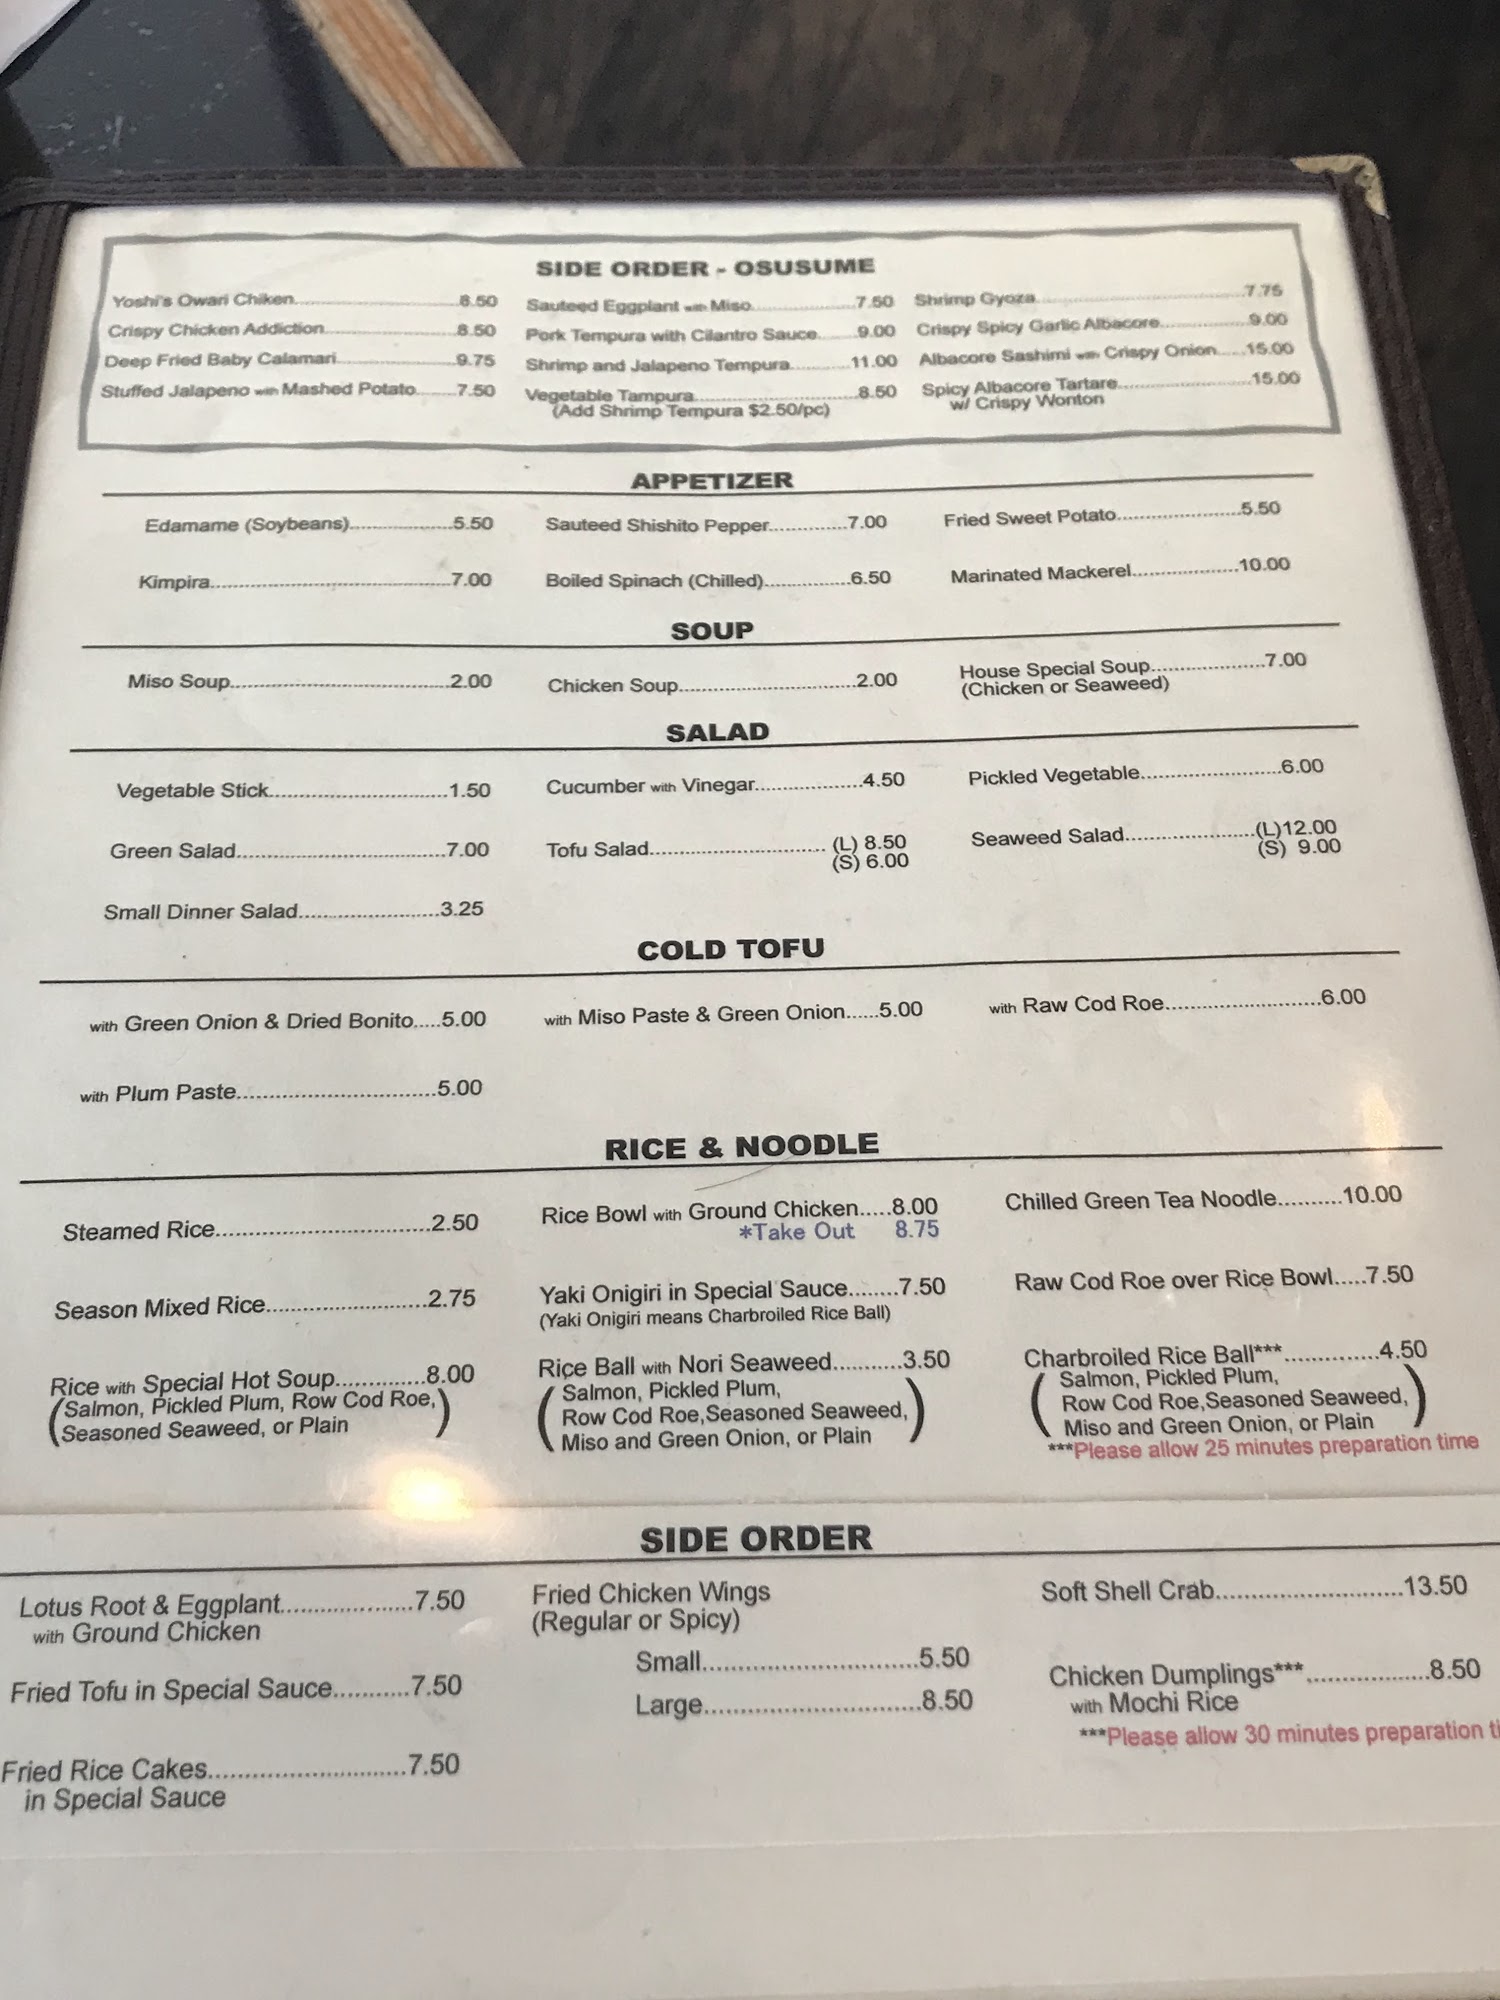 SIDE ORDER - OSUSUME
Yoshi's Owari Chiken 8.50
Crispy Chicken Addiction 8.50
Deep Fried Baby Calamari 9.75
Stuffed Jalapeno with Mashed Potato 7.50
Sauteed Eggplant with Miso 7.50
Pork Tempura with Cilantro Sauce 9.00
Shrimp and Jalapeno Tempura 11.00
Vegetable Tampura 8.50
(Add Shrimp Tempura $2.50/pc)
Shrimp Gyoza 7.75
Crispy Spicy Garlic Albacore 9.00
Albacore Sashimi with Crispy Onion 15.00
Spicy Albacore Tartare 15.00
w/ Crispy Wonton
APPETIZER
Edamame (Soybeans) 5.50
Sauteed Shishito Pepper 7.00
Fried Sweet Potato 5.50
Kimpira 7.00
Boiled Spinach (Chilled) 6.50
Marinated Mackerel 10.00
SOUP
Miso Soup 2.00
Chicken Soup 2.00
House Special Soup 7.00
(Chicken or Seaweed)
SALAD
Vegetable Stick 1.50
Cucumber with Vinegar 4.50
Pickled Vegetable 6.00
Green Salad 7.00
Tofu Salad (L) 8.50
(S) 6.00
Seaweed Salad (L)12.00
(S) 9.00
Small Dinner Salad 3.25
COLD TOFU
with Green Onion & Dried Bonito 5.00
with Miso Paste & Green Onion 5.00
with Raw Cod Roe 6.00
with Plum Paste 5.00
RICE & NOODLE
Steamed Rice 2.50
Rice Bowl with Ground Chicken 8.00
*Take Out 8.75
Chilled Green Tea Noodle 10.00
Season Mixed Rice 2.75
Yaki Onigiri in Special Sauce 7.50
(Yaki Onigiri means Charbroiled Rice Ball)
Raw Cod Roe over Rice Bowl 7.50
Rice with Special Hot Soup 8.00
(Salmon, Pickled Plum, Row Cod Roe,
Seasoned Seaweed, or Plain)
Rice Ball with Nori Seaweed 3.50
(Salmon, Pickled Plum,
Row Cod Roe,Seasoned Seaweed,
Miso and Green Onion, or Plain)
Charbroiled Rice Ball*** 4.50
(Salmon, Pickled Plum,
Row Cod Roe,Seasoned Seaweed,
Miso and Green Onion, or Plain)
***Please allow 25 minutes preparation time
SIDE ORDER
Lotus Root & Eggplant 7.50
with Ground Chicken
Fried Tofu in Special Sauce 7.50
Fried Rice Cakes 7.50
in Special Sauce
Fried Chicken Wings
(Regular or Spicy)
Small 5.50
Large 8.50
Soft Shell Crab 13.50
Chicken Dumplings*** 8.50
with Mochi Rice
***Please allow 30 minutes preparation